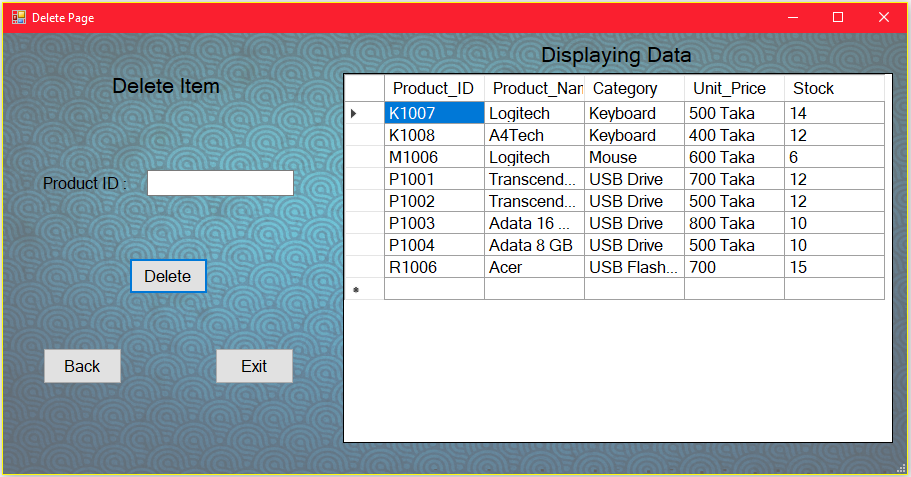 Delete Page
Displaying Data
Delete Item
Product ID :
Delete
Back
Exit
Product_ID Product_Nam Category Unit_Price Stock
K1007 Logitech Keyboard 500 Taka 14
K1008 A4Tech Keyboard 400 Taka 12
M1006 Logitech Mouse 600 Taka 6
P1001 Transcend... USB Drive 700 Taka 12
P1002 Transcend... USB Drive 500 Taka 12
P1003 Adata 16 ... USB Drive 800 Taka 10
P1004 Adata 8 GB USB Drive 500 Taka 10
R1006 Acer USB Flash... 700 15